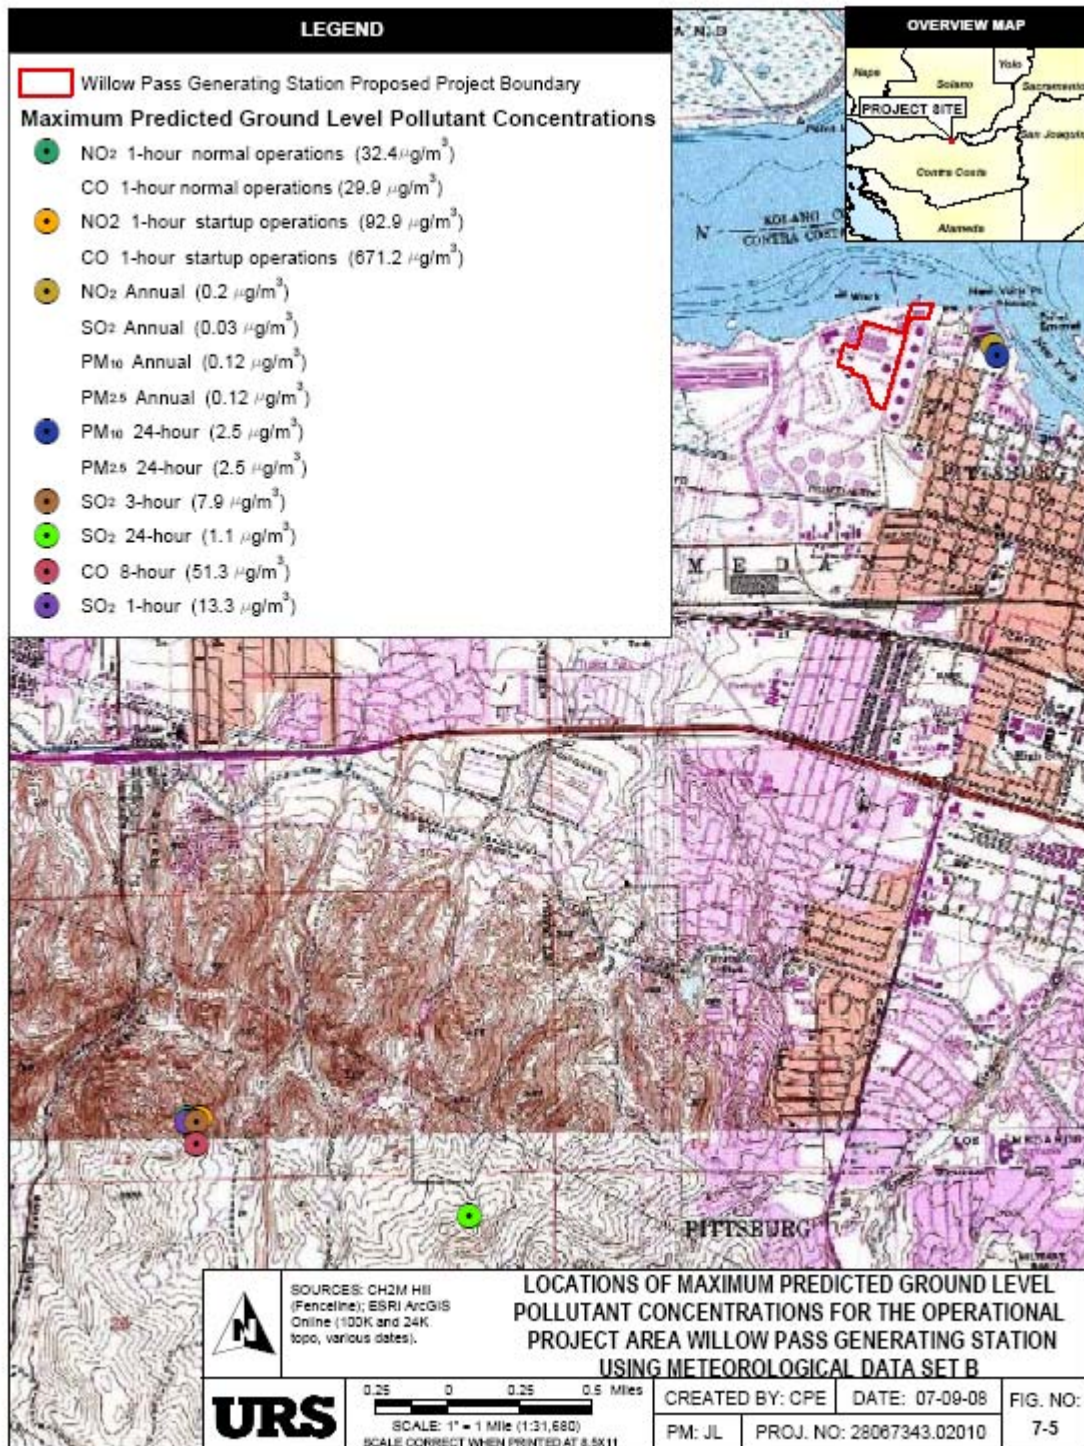 LEGEND
Willow Pass Generating Station Proposed Project Boundary
Maximum Predicted Ground Level Pollutant Concentrations
NO2 1-hour normal operations (32.4μg/m3)
CO 1-hour normal operations (29.9 μg/m3)
NO2 1-hour startup operations (92.9 μg/m3)
CO 1-hour startup operations (671.2 μg/m3)
NO2 Annual (0.2 μg/m3)
SO2 Annual (0.03 μg/m3)
PM10 Annual (0.12 μg/m3)
PM2.5 Annual (0.12 μg/m3)
PM10 24-hour (2.5 μg/m3)
PM2.5 24-hour (2.5 μg/m3)
SO2 3-hour (7.9 μg/m3)
SO2 24-hour (1.1 μg/m3)
CO 8-hour (51.3 μg/m3)
SO2 1-hour (13.3 μg/m3)
OVERVIEW MAP
Napa
Yolo
Solano
Sacramento
PROJECT SITE
San Joaquin
Contra Costa
Alameda
N
PITTSBURG
M E D A N
PITTSBURG
N
SOURCES: CH2M Hill
(Fenceline); ESRI ArcGIS
Online (100K and 24K
topo, various dates).
LOCATIONS OF MAXIMUM PREDICTED GROUND LEVEL
POLLUTANT CONCENTRATIONS FOR THE OPERATIONAL
PROJECT AREA WILLOW PASS GENERATING STATION
USING METEOROLOGICAL DATA SET B
URS
0.25 0 0.25 0.5 Miles
SCALE: 1" = 1 Mile (1:31,680)
SCALE CORRECT WHEN PRINTED AT 8.5X11
CREATED BY: CPE
DATE: 07-09-08
FIG. NO:
7-5
PM: JL
PROJ. NO: 28067343.02010